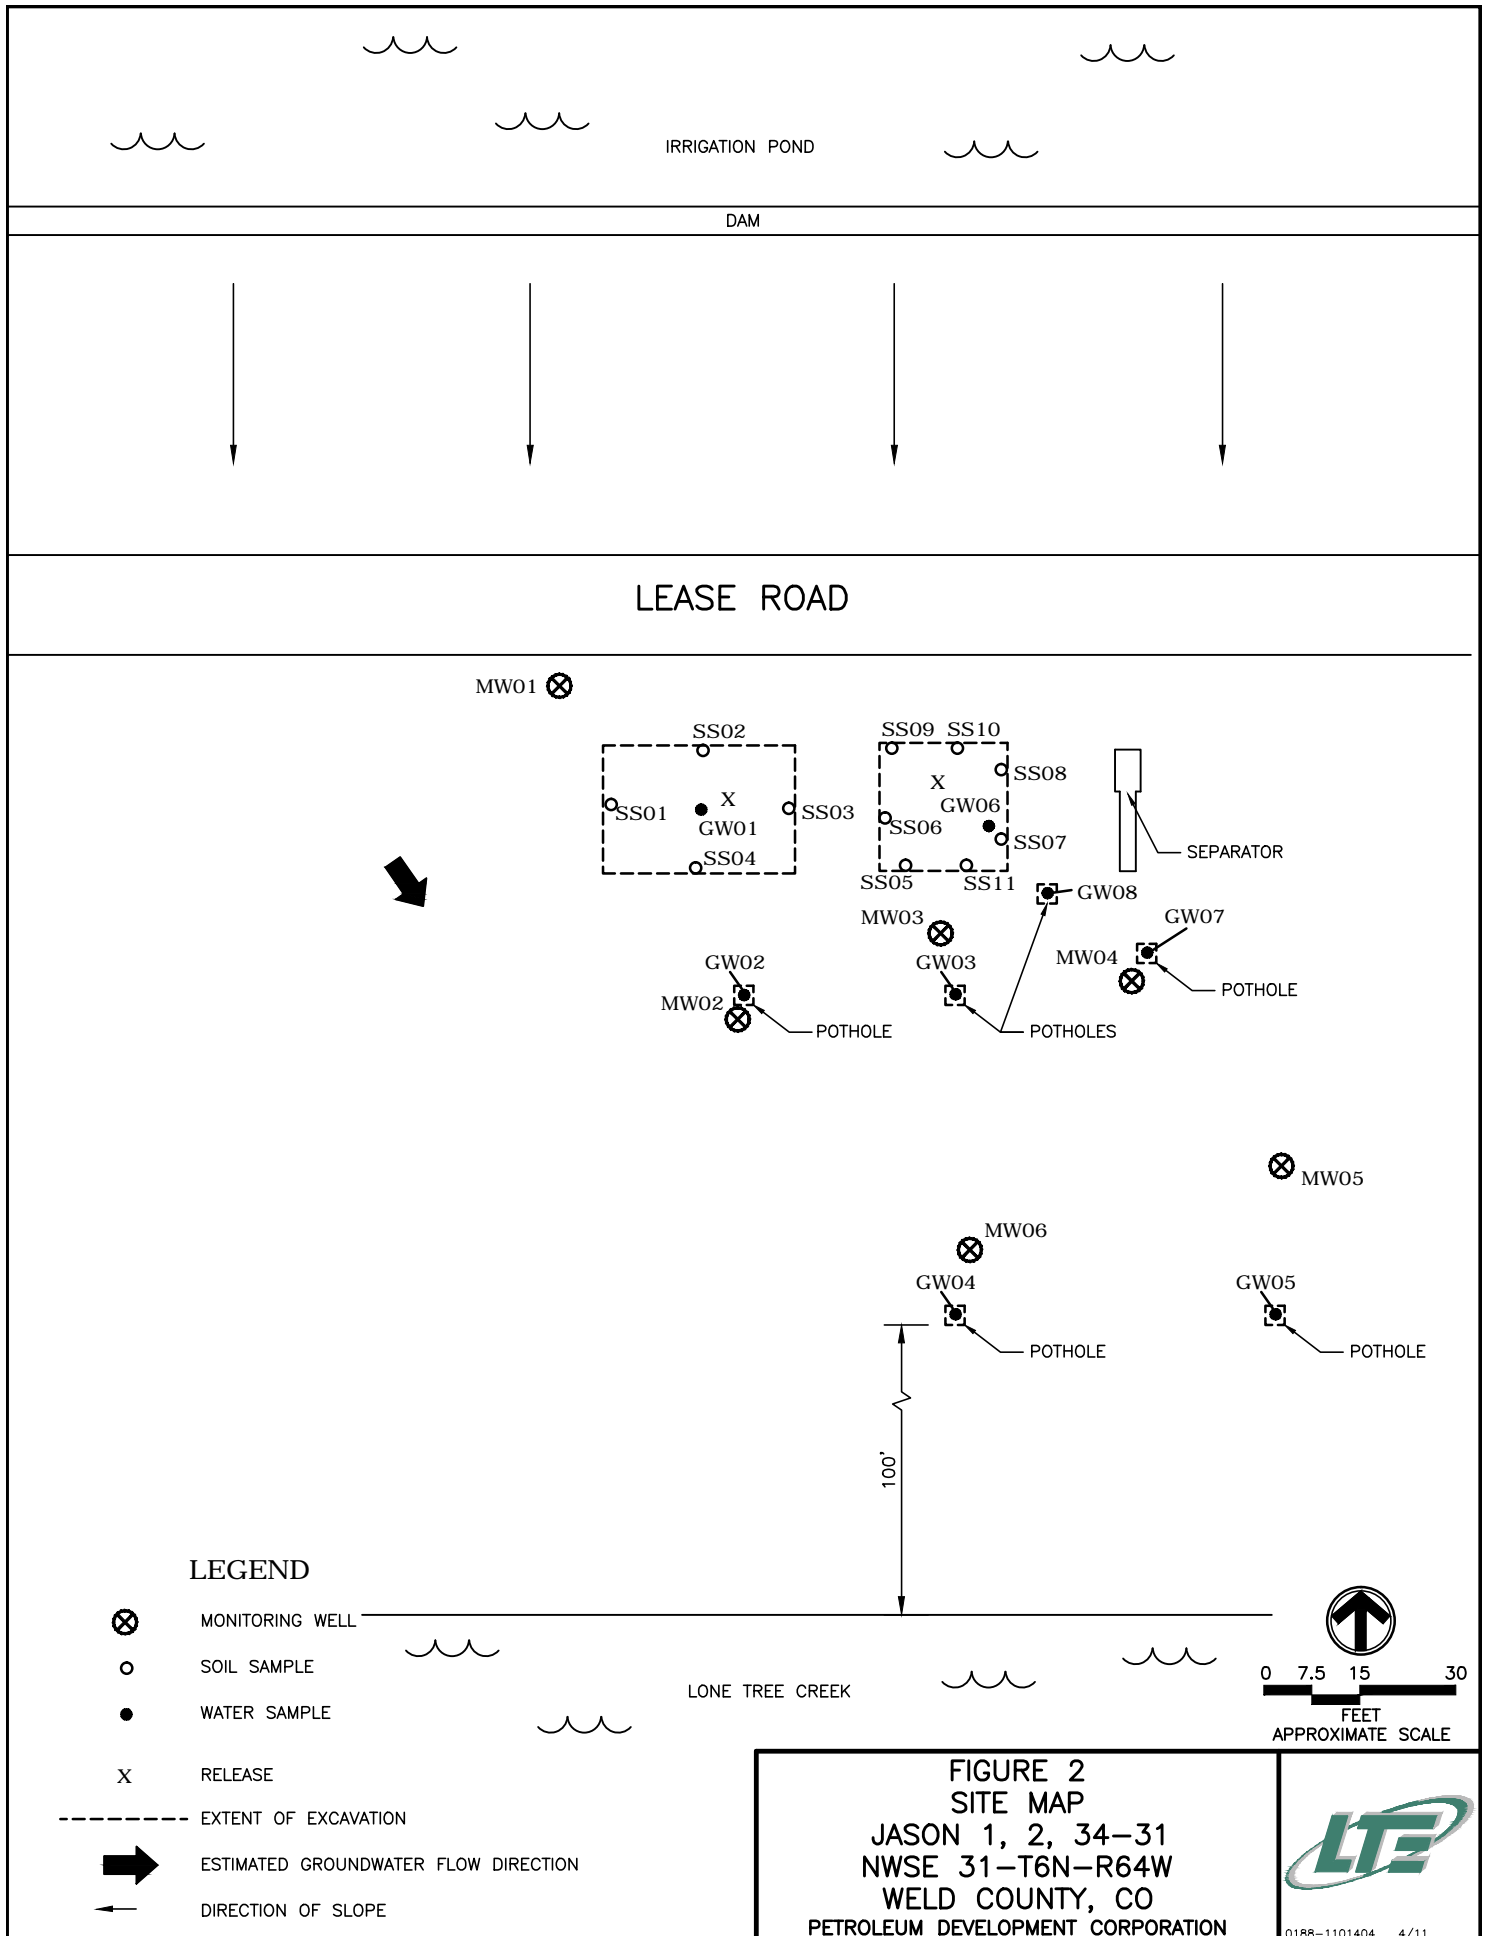 IRRIGATION POND
DAM
LEASE ROAD
MW01
SS02
SS09 SS10
SS08
SS01
X
GW01
SS03
X
GW06
SS06
SS07
SEPARATOR
SS04
SS05
SS11
GW08
MW03
GW07
GW02
GW03
MW04
POTHOLE
MW02
POTHOLE
POTHOLES
MW05
MW06
GW04
GW05
POTHOLE
POTHOLE
100'
LEGEND
MONITORING WELL
SOIL SAMPLE
WATER SAMPLE
X RELEASE
EXTENT OF EXCAVATION
ESTIMATED GROUNDWATER FLOW DIRECTION
DIRECTION OF SLOPE
LONE TREE CREEK
0 7.5 15 30
FEET
APPROXIMATE SCALE
FIGURE 2
SITE MAP
JASON 1, 2, 34-31
NWSE 31-T6N-R64W
WELD COUNTY, CO
PETROLEUM DEVELOPMENT CORPORATION
LTE
0188-1101404 4/11